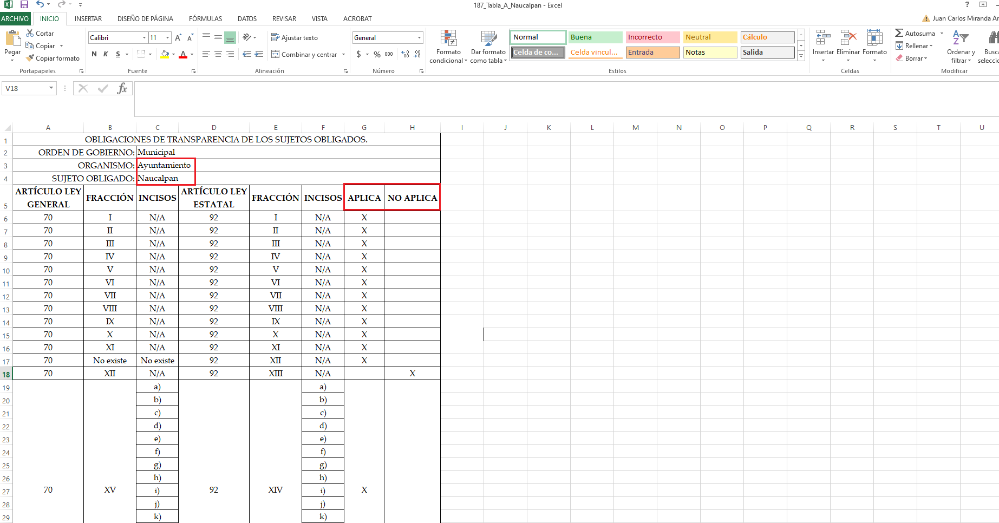 187_Tabla_A_Naucalpan - Excel ?
ARCHIVO INICIO INSERTAR DISEÑO DE PÁGINA FÓRMULAS DATOS REVISAR VISTA ACROBAT Juan Carlos Miranda Ar
Pegar Cortar Copiar Copiar formato
Portapapeles
Calibri 11
N K S
Fuente
Ajustar texto
Combinar y centrar
Alineación
General
$ % 000
Número
Formato condicional
Dar formato como tabla
Normal Buena Incorrecto Neutral Cálculo
Celda de co... Celda vincul... Entrada Notas Salida
Estilos
Insertar Eliminar Formato
Celdas
Autosuma
Rellenar
Borrar
Ordenar y filtrar
Busca
selecció
Modificar
V18 fx
A B C D E F G H I J K L M N O P Q R S T U
1 OBLIGACIONES DE TRANSPARENCIA DE LOS SUJETOS OBLIGADOS.
2 ORDEN DE GOBIERNO: Municipal
3 ORGANISMO: Ayuntamiento
4 SUJETO OBLIGADO: Naucalpan
5 ARTÍCULO LEY GENERAL FRACCIÓN INCISOS ARTÍCULO LEY ESTATAL FRACCIÓN INCISOS APLICA NO APLICA
6 70 I N/A 92 I N/A X
7 70 II N/A 92 II N/A X
8 70 III N/A 92 III N/A X
9 70 IV N/A 92 IV N/A X
10 70 V N/A 92 V N/A X
11 70 VI N/A 92 VI N/A X
12 70 VII N/A 92 VII N/A X
13 70 VIII N/A 92 VIII N/A X
14 70 IX N/A 92 IX N/A X
15 70 X N/A 92 X N/A X
16 70 XI N/A 92 XI N/A X
17 70 No existe No existe 92 XII N/A X
18 70 XII N/A 92 XIII N/A X
19 a) a)
20 b) b)
21 c) c)
22 d) d)
23 e) e)
24 f) f)
25 g) g)
26 h) h)
27 70 XV i) 92 XIV i) X
28 j) j)
29 k) k)